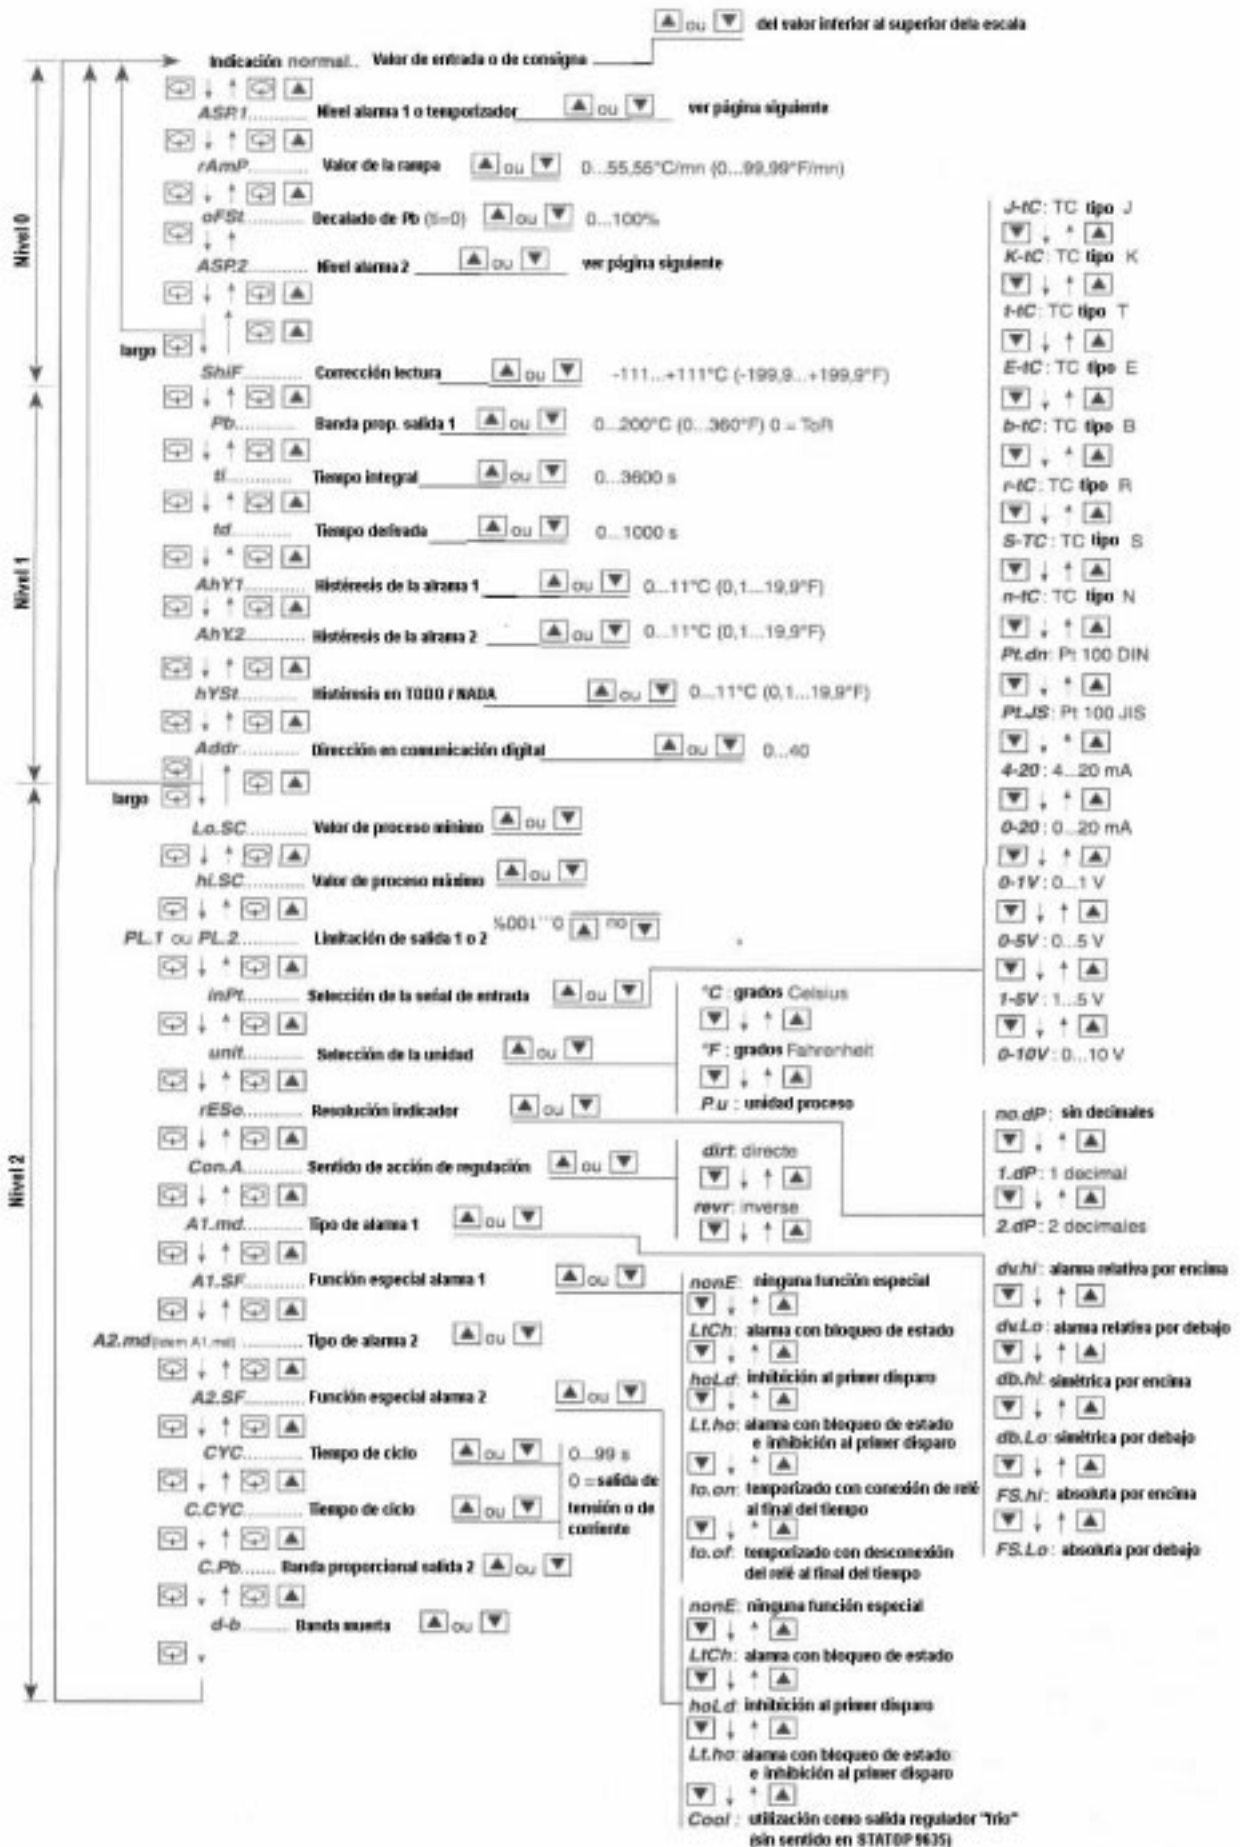 ▲ ou ▼ del valor inferior al superior dela escala
Indicación normal.. Valor de entrada o de consigna
ASP.1............ Nivel alarma 1 o temporizador ▲ ou ▼ ver página siguiente
rAmP............ Valor de la rampa ▲ ou ▼ 0...55,55°C/mn (0...99,99°F/mn)
oFSt............ Decalado de Pb (ti=0) ▲ ou ▼ 0...100%
ASP.2............ Nivel alarma 2 ▲ ou ▼ ver página siguiente
Nivel 0
largo
ShiF............ Corrección lectura ▲ ou ▼ -111...+111°C (-199,9...+199,9°F)
Pb............ Banda prop. salida 1 ▲ ou ▼ 0...200°C (0...360°F) 0 = ToR
ti............ Tiempo integral ▲ ou ▼ 0...3600 s
td............ Tiempo derivada ▲ ou ▼ 0...1000 s
AhY.1............ Histéresis de la alrama 1 ▲ ou ▼ 0...11°C (0,1...19,9°F)
AhY.2............ Histéresis de la alrama 2 ▲ ou ▼ 0...11°C (0,1...19,9°F)
hYSt............ Histéresis en TODO / NADA ▲ ou ▼ 0...11°C (0,1...19,9°F)
Addr............ Dirección en comunicación digital ▲ ou ▼ 0...40
Nivel 1
largo
Lo.SC............ Valor de proceso mínimo ▲ ou ▼
hi.SC............ Valor de proceso máximo ▲ ou ▼
PL.1 ou PL.2............ Limitación de salida 1 o 2 ▲ ou ▼ 0...100%
inPt............ Selección de la señal de entrada ▲ ou ▼
unit............ Selección de la unidad ▲ ou ▼
rESo............ Resolución indicador ▲ ou ▼
Con.A............ Sentido de acción de regulación ▲ ou ▼
A1.md............ Tipo de alarma 1 ▲ ou ▼
A1.SF............ Función especial alarma 1 ▲ ou ▼
A2.md (idem A1.md) ............ Tipo de alarma 2 ▲ ou ▼
A2.SF............ Función especial alarma 2 ▲ ou ▼
CYC............ Tiempo de ciclo ▲ ou ▼
C.CYC............ Tiempo de ciclo ▲ ou ▼
0...99 s
0 = salida de
tensión o de
corriente
C.Pb....... Banda proporcional salida 2 ▲ ou ▼
d-b......... Banda muerta ▲ ou ▼
Nivel 2
°C : grados Celsius
°F : grados Fahrenheit
P.u : unidad proceso
dirt: directe
revr: inverse
nonE: ninguna función especial
LtCh: alarma con bloqueo de estado
hoLd: inhibición al primer disparo
Lt.ho: alarma con bloqueo de estado
e inhibición al primer disparo
to.on: temporizado con conexión de relé
al final del tiempo
to.of: temporizado con desconexión
del relé al final del tiempo
nonE: ninguna función especial
LtCh: alarma con bloqueo de estado
hoLd: inhibición al primer disparo
Lt.ho: alarma con bloqueo de estado
e inhibición al primer disparo
Cool : utilización como salida regulador "frío"
(sin sentido en STATOP 9635)
J-tC: TC tipo J
K-tC: TC tipo K
t-tC: TC tipo T
E-tC: TC tipo E
b-tC: TC tipo B
r-tC: TC tipo R
S-TC: TC tipo S
n-tC: TC tipo N
Pt.dn: Pt 100 DIN
Pt.JS: Pt 100 JIS
4-20 : 4...20 mA
0-20 : 0...20 mA
0-1V : 0...1 V
0-5V : 0...5 V
1-5V : 1...5 V
0-10V : 0...10 V
no.dP: sin decimales
1.dP: 1 decimal
2.dP: 2 decimales
dv.hi: alarma relativa por encima
dv.Lo: alarma relativa por debajo
db.hi: simétrica por encima
db.Lo: simétrica por debajo
FS.hi: absoluta por encima
FS.Lo: absoluta por debajo